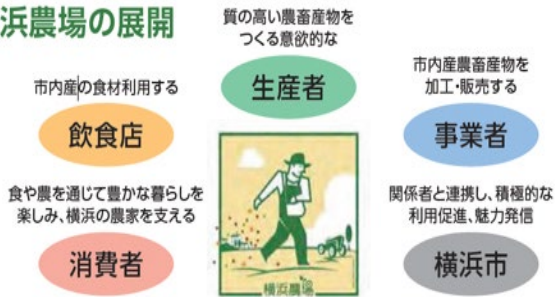 浜農場の展開
質の高い農畜産物を
つくる意欲的な
生産者
市内産の食材利用する
飲食店
市内産農畜産物を
加工・販売する
事業者
食や農を通じて豊かな暮らしを
楽しみ、横浜の農家を支える
消費者
関係者と連携し、積極的な
利用促進、魅力発信
横浜市
横浜農場